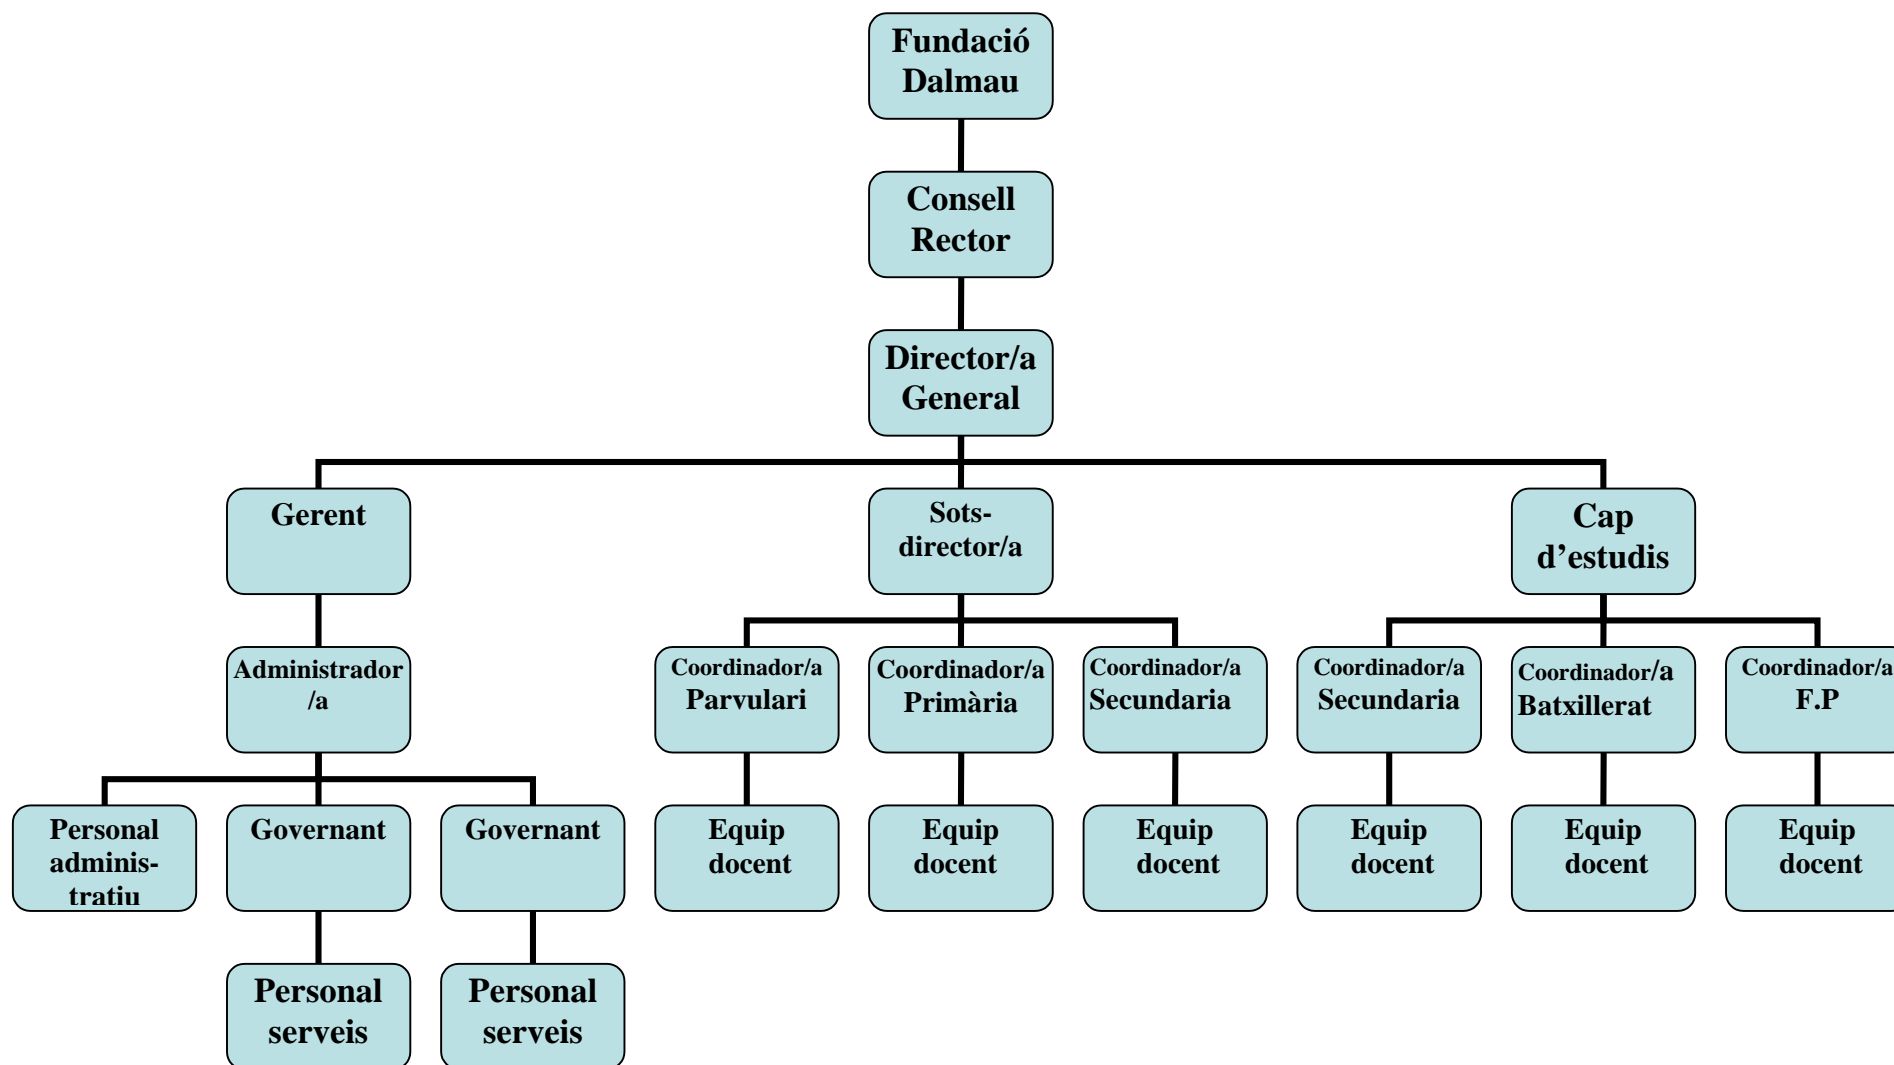 Fundació
Dalmau
Consell
Rector
Director/a
General
Gerent
Sots-
director/a
Cap
d’estudis
Administrador
/a
Coordinador/a
Parvulari
Coordinador/a
Primària
Coordinador/a
Secundaria
Coordinador/a
Secundaria
Coordinador/a
Batxillerat
Coordinador/a
F.P
Personal
adminis-
tratiu
Governant
Governant
Equip
docent
Equip
docent
Equip
docent
Equip
docent
Equip
docent
Equip
docent
Personal
serveis
Personal
serveis